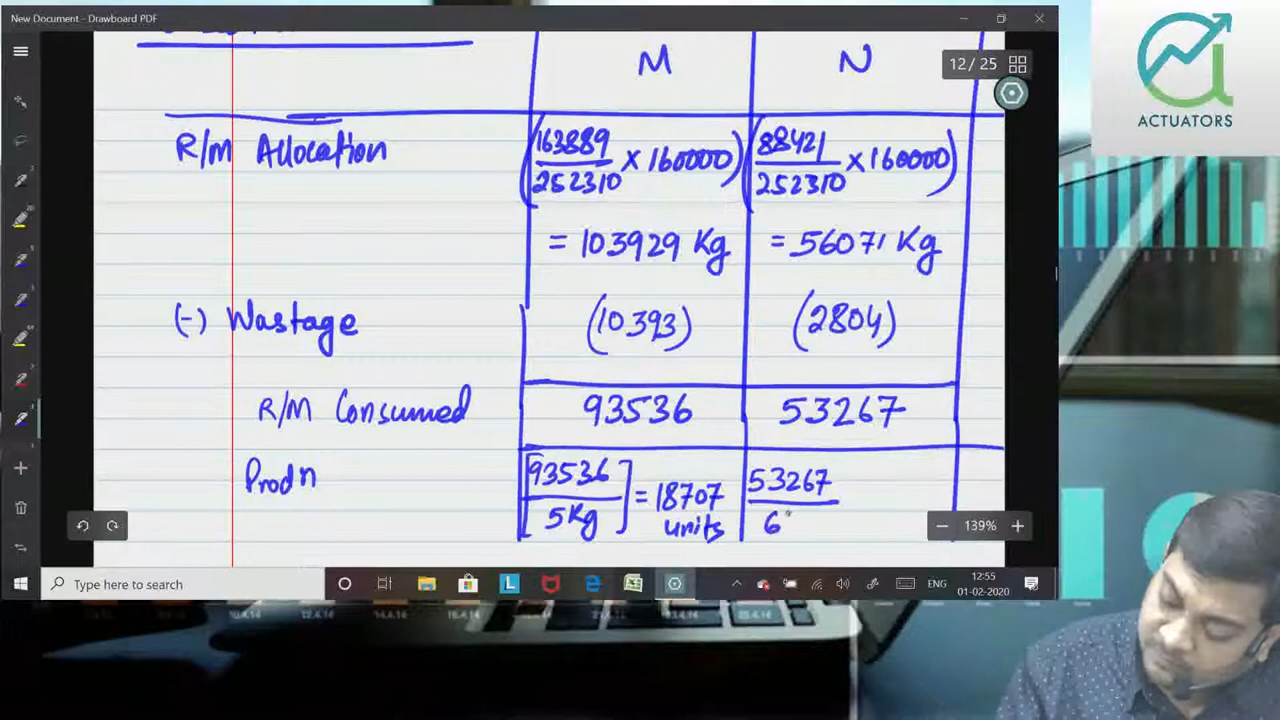 New Document - Drawboard PDF
12 / 25
ACTUATORS
M N
R/M Allocation (163889/252310 x 160000) (88421/252310 x 160000)
= 103929 Kg = 56071 Kg
(-) Wastage (10393) (2804)
R/M Consumed 93536 53267
Prodn [93536/5Kg] = 18707 units 53267/6
139%
Type here to search
ENG
12:55
01-02-2020